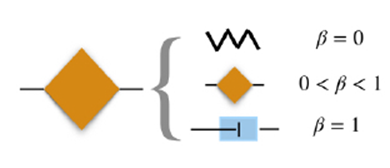 β = 0
0 < β < 1
β = 1